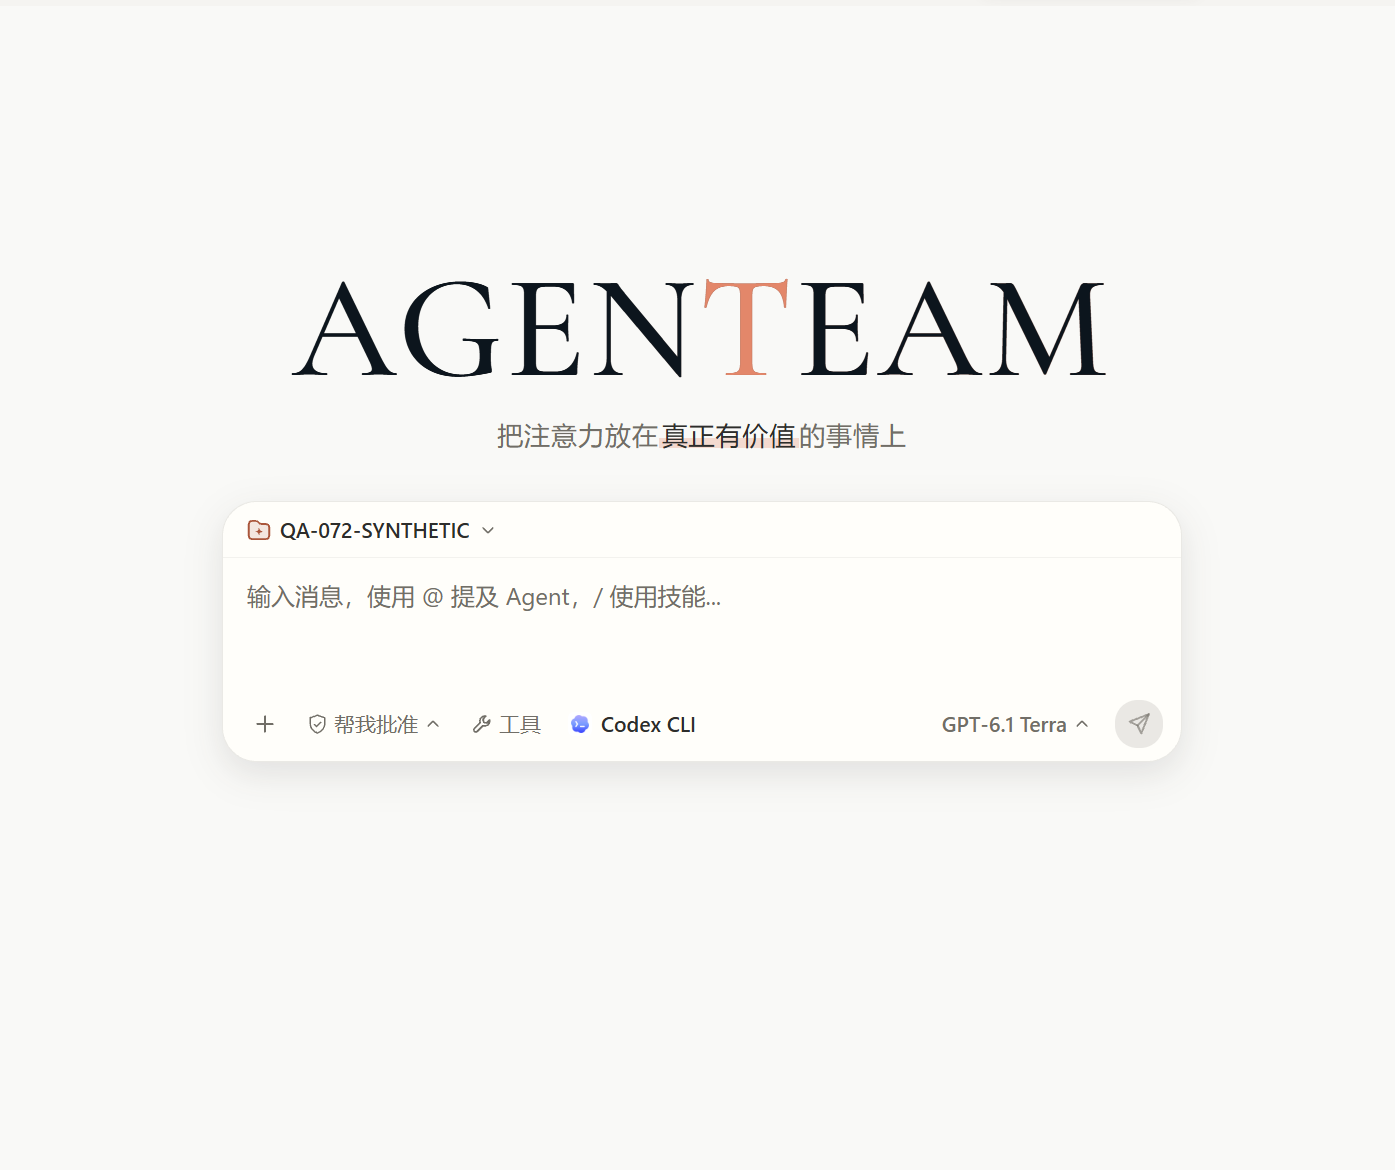 AGENTEAM
把注意力放在真正有价值的事情上
QA-072-SYNTHETIC
输入消息，使用 @ 提及 Agent，/ 使用技能...
帮我批准 工具 Codex CLI GPT-6.1 Terra